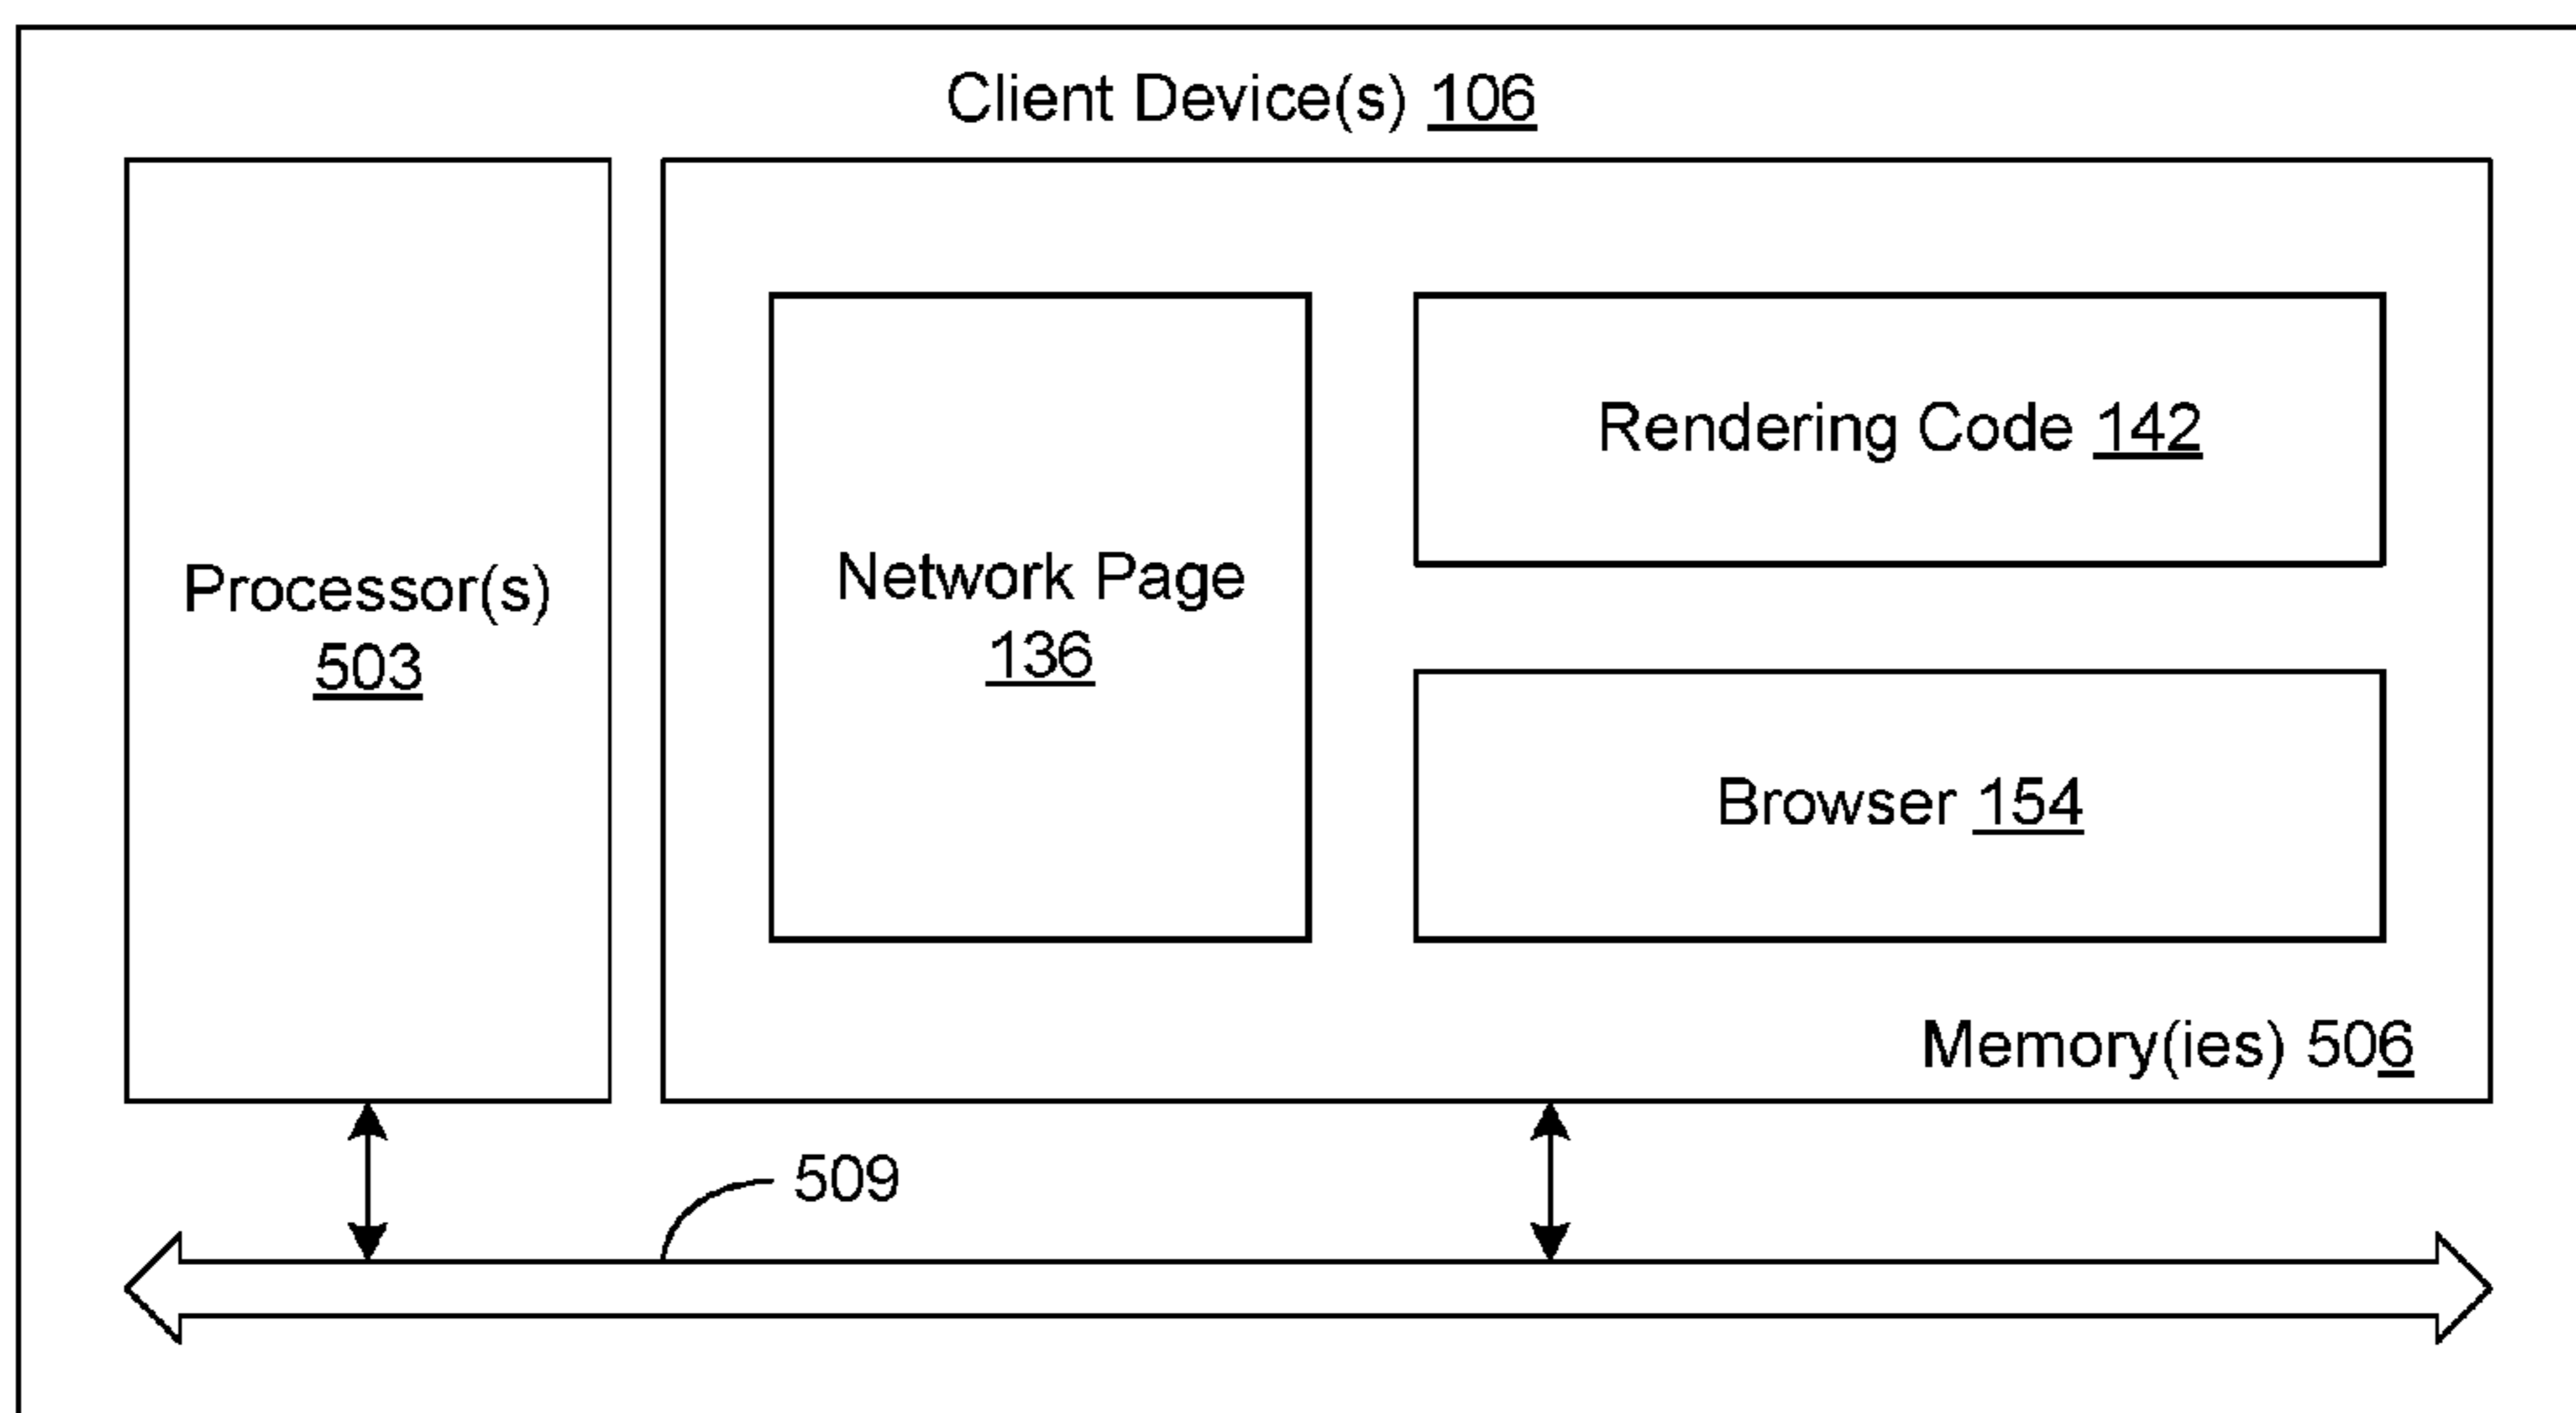 Client Device(s) 106
Processor(s)
503
Network Page
136
Rendering Code 142
Browser 154
Memory(ies) 506
509